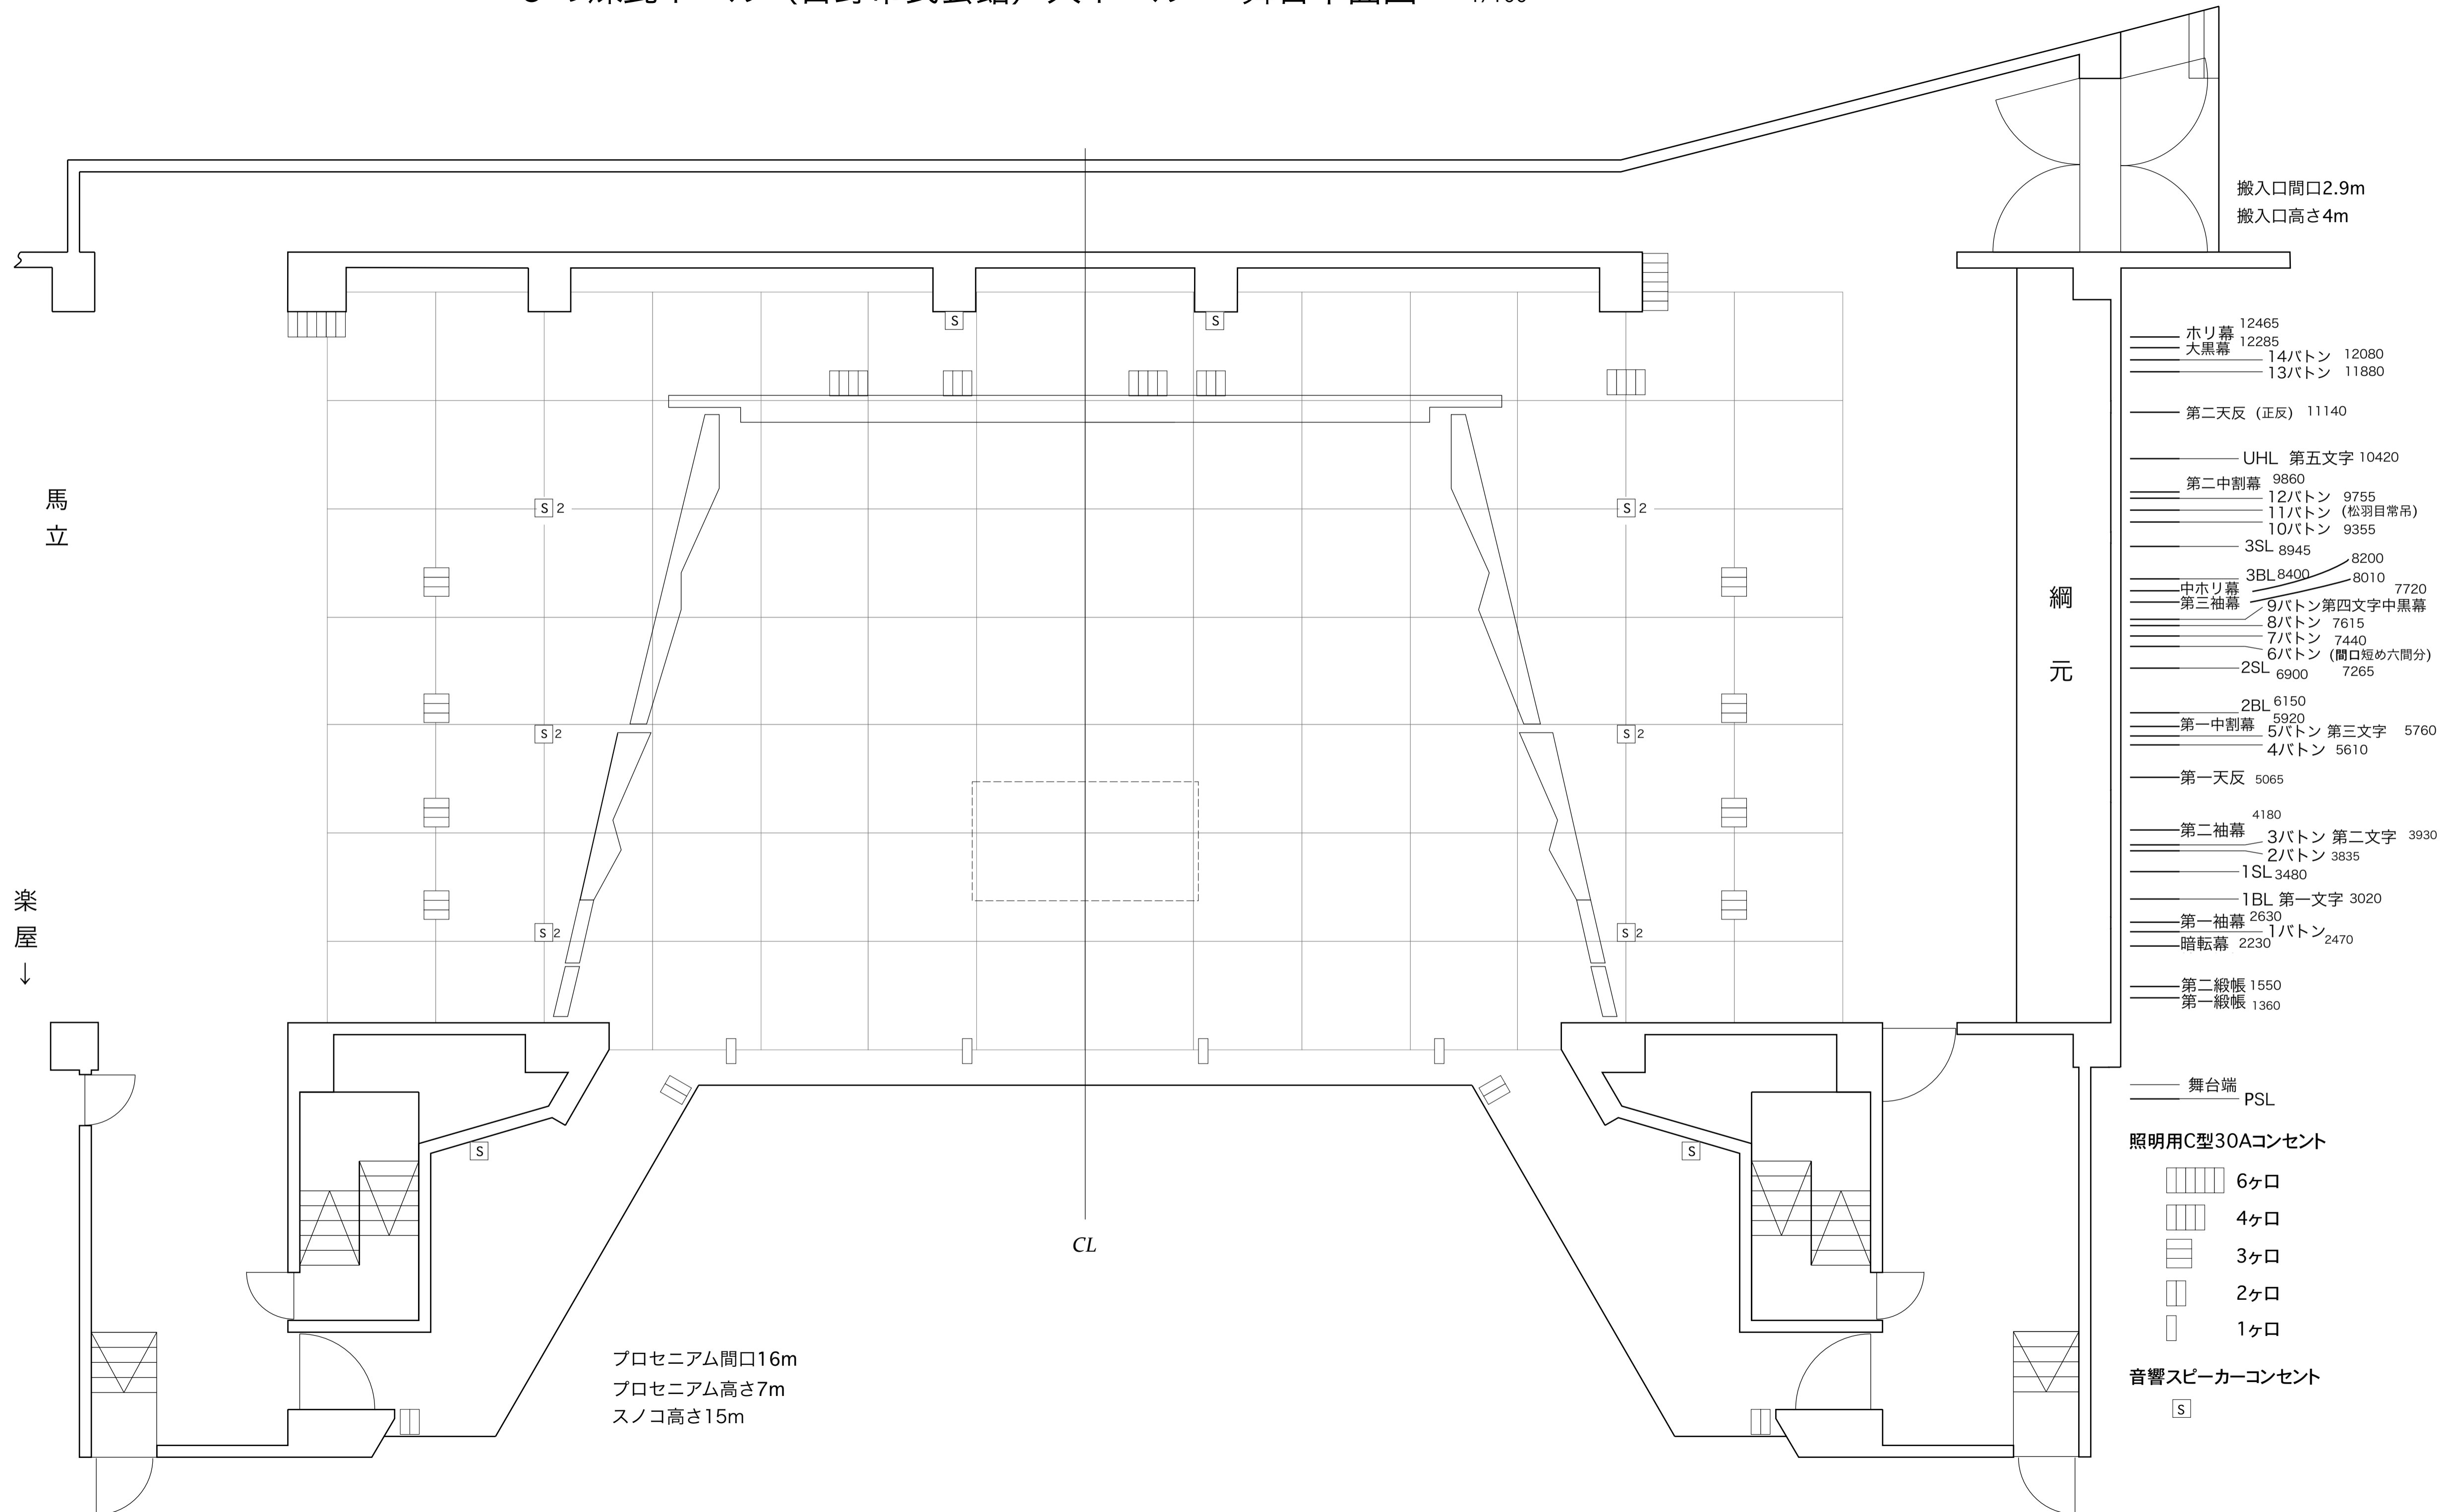 1/100
搬入口間口2.9m
搬入口高さ4m
ホリ幕 12465
大黒幕 12285
14バトン 12080
13バトン 11880
第二天反 (正反) 11140
UHL 第五文字 10420
第二中割幕 9860
12バトン 9755
11バトン (松羽目常吊)
10バトン 9355
3SL 8945
3BL 8400
中ホリ幕 8200
第三袖幕 8010
9バトン第四文字中黒幕 7720
8バトン 7615
7バトン 7440
6バトン (間口短め六間分)
7265
2SL 6900
2BL 6150
第一中割幕 5920
5バトン 第三文字 5760
4バトン 5610
第一天反 5065
第二袖幕 4180
3バトン 第二文字 3930
2バトン 3835
1SL 3480
1BL 第一文字 3020
第一袖幕 2630
1バトン 2470
暗転幕 2230
第二緞帳 1550
第一緞帳 1360
舞台端
PSL
照明用C型30Aコンセント
6ヶ口
4ヶ口
3ヶ口
2ヶ口
1ヶ口
音響スピーカーコンセント
S
馬立
楽屋↓
綱元
S
S
S 2
S 2
S 2
S 2
S 2
S 2
S
S
CL
プロセニアム間口16m
プロセニアム高さ7m
スノコ高さ15m